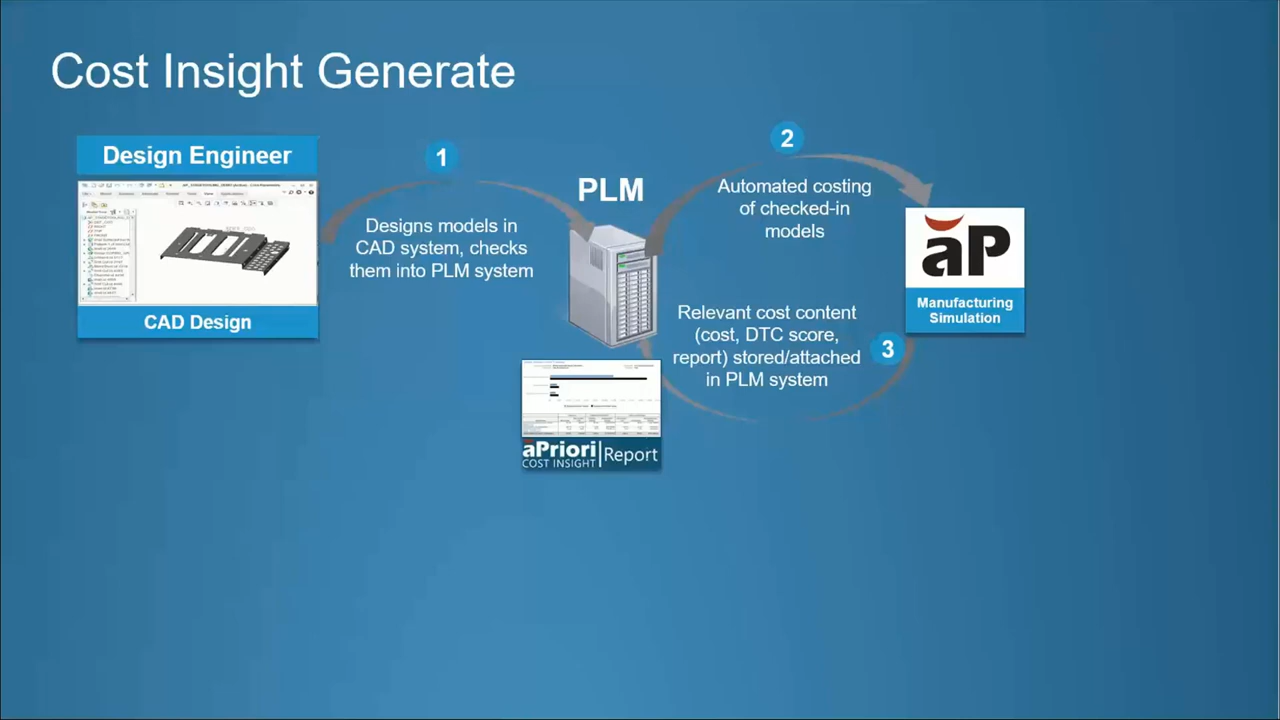 Cost Insight Generate
Design Engineer
CAD Design
1
Designs models in
CAD system, checks
them into PLM system
PLM
2
Automated costing
of checked-in
models
aP
Manufacturing
Simulation
Relevant cost content
(cost, DTC score,
report) stored/attached
in PLM system
3
aPriori
COST INSIGHT
Report